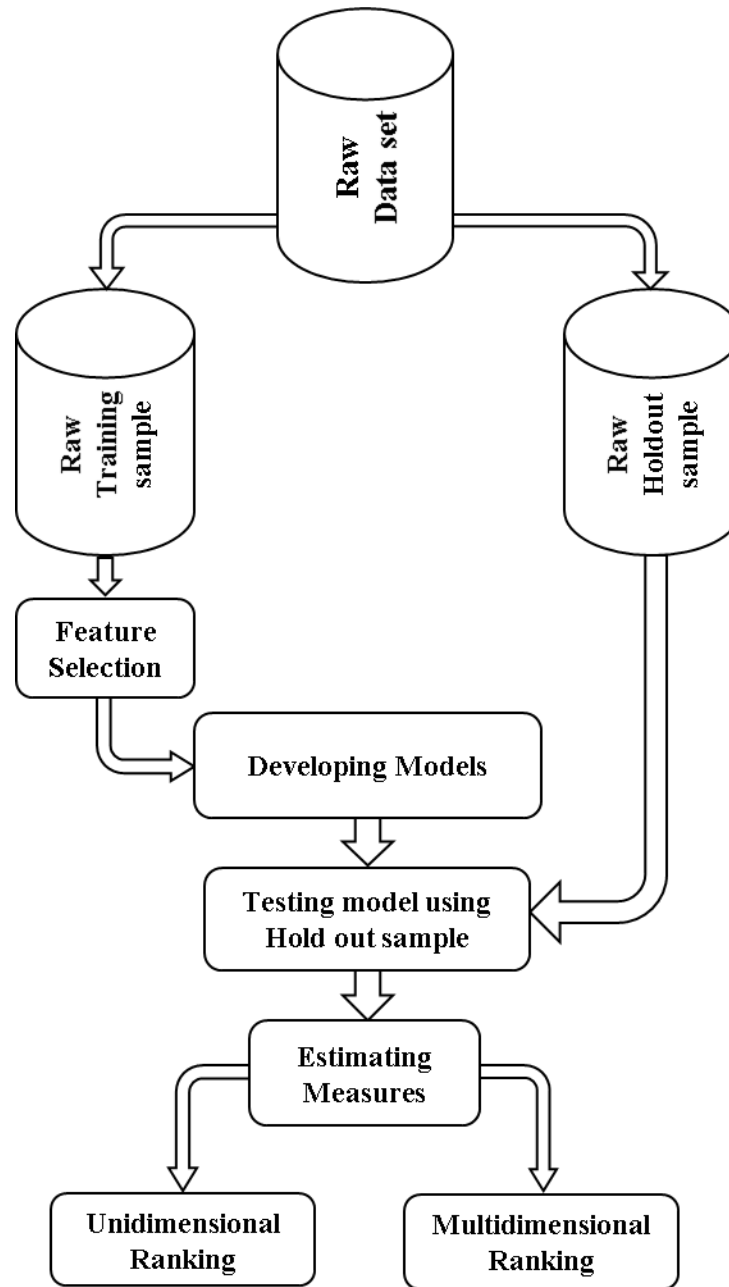 Raw
Data set
Raw
Training
sample
Raw
Holdout
sample
Feature
Selection
Developing Models
Testing model using
Hold out sample
Estimating
Measures
Unidimensional
Ranking
Multidimensional
Ranking